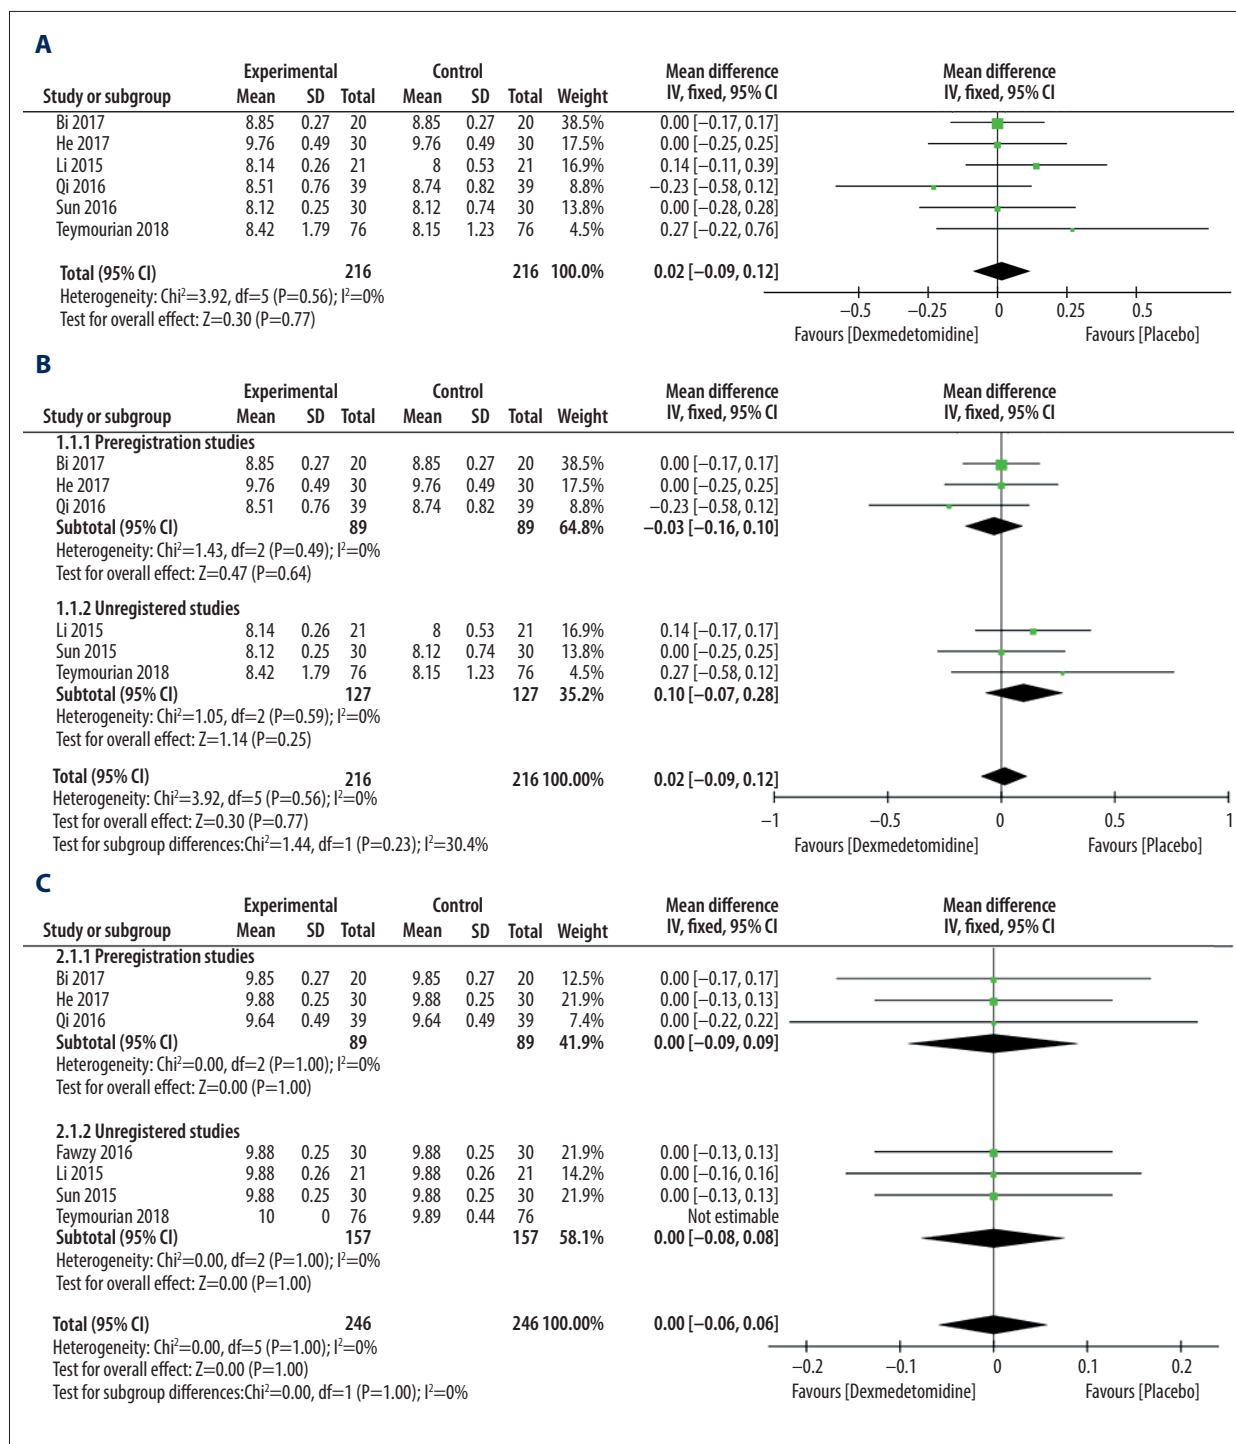 A
Experimental Control Mean difference Mean difference
Study or subgroup Mean SD Total Mean SD Total Weight IV, fixed, 95% CI IV, fixed, 95% CI
Bi 2017 8.85 0.27 20 8.85 0.27 20 38.5% 0.00 [−0.17, 0.17]
He 2017 9.76 0.49 30 9.76 0.49 30 17.5% 0.00 [−0.25, 0.25]
Li 2015 8.14 0.26 21 8 0.53 21 16.9% 0.14 [−0.11, 0.39]
Qi 2016 8.51 0.76 39 8.74 0.82 39 8.8% −0.23 [−0.58, 0.12]
Sun 2016 8.12 0.25 30 8.12 0.74 30 13.8% 0.00 [−0.28, 0.28]
Teymourian 2018 8.42 1.79 76 8.15 1.23 76 4.5% 0.27 [−0.22, 0.76]
Total (95% CI) 216 216 100.0% 0.02 [−0.09, 0.12]
Heterogeneity: Chi²=3.92, df=5 (P=0.56); I²=0%
Test for overall effect: Z=0.30 (P=0.77)
−0.5 −0.25 0 0.25 0.5
Favours [Dexmedetomidine] Favours [Placebo]
B
Experimental Control Mean difference Mean difference
Study or subgroup Mean SD Total Mean SD Total Weight IV, fixed, 95% CI IV, fixed, 95% CI
1.1.1 Preregistration studies
Bi 2017 8.85 0.27 20 8.85 0.27 20 38.5% 0.00 [−0.17, 0.17]
He 2017 9.76 0.49 30 9.76 0.49 30 17.5% 0.00 [−0.25, 0.25]
Qi 2016 8.51 0.76 39 8.74 0.82 39 8.8% −0.23 [−0.58, 0.12]
Subtotal (95% CI) 89 89 64.8% −0.03 [−0.16, 0.10]
Heterogeneity: Chi²=1.43, df=2 (P=0.49); I²=0%
Test for overall effect: Z=0.47 (P=0.64)
1.1.2 Unregistered studies
Li 2015 8.14 0.26 21 8 0.53 21 16.9% 0.14 [−0.17, 0.17]
Sun 2015 8.12 0.25 30 8.12 0.74 30 13.8% 0.00 [−0.25, 0.25]
Teymourian 2018 8.42 1.79 76 8.15 1.23 76 4.5% 0.27 [−0.58, 0.12]
Subtotal (95% CI) 127 127 35.2% 0.10 [−0.07, 0.28]
Heterogeneity: Chi²=1.05, df=2 (P=0.59); I²=0%
Test for overall effect: Z=1.14 (P=0.25)
Total (95% CI) 216 216 100.00% 0.02 [−0.09, 0.12]
Heterogeneity: Chi²=3.92, df=5 (P=0.56); I²=0%
Test for overall effect: Z=0.30 (P=0.77)
Test for subgroup differences:Chi²=1.44, df=1 (P=0.23); I²=30.4%
−1 −0.5 0 0.5 1
Favours [Dexmedetomidine] Favours [Placebo]
C
Experimental Control Mean difference Mean difference
Study or subgroup Mean SD Total Mean SD Total Weight IV, fixed, 95% CI IV, fixed, 95% CI
2.1.1 Preregistration studies
Bi 2017 9.85 0.27 20 9.85 0.27 20 12.5% 0.00 [−0.17, 0.17]
He 2017 9.88 0.25 30 9.88 0.25 30 21.9% 0.00 [−0.13, 0.13]
Qi 2016 9.64 0.49 39 9.64 0.49 39 7.4% 0.00 [−0.22, 0.22]
Subtotal (95% CI) 89 89 41.9% 0.00 [−0.09, 0.09]
Heterogeneity: Chi²=0.00, df=2 (P=1.00); I²=0%
Test for overall effect: Z=0.00 (P=1.00)
2.1.2 Unregistered studies
Fawzy 2016 9.88 0.25 30 9.88 0.25 30 21.9% 0.00 [−0.13, 0.13]
Li 2015 9.88 0.26 21 9.88 0.26 21 14.2% 0.00 [−0.16, 0.16]
Sun 2015 9.88 0.25 30 9.88 0.25 30 21.9% 0.00 [−0.13, 0.13]
Teymourian 2018 10 0 76 9.89 0.44 76 Not estimable
Subtotal (95% CI) 157 157 58.1% 0.00 [−0.08, 0.08]
Heterogeneity: Chi²=0.00, df=2 (P=1.00); I²=0%
Test for overall effect: Z=0.00 (P=1.00)
Total (95% CI) 246 246 100.00% 0.00 [−0.06, 0.06]
Heterogeneity: Chi²=0.00, df=5 (P=1.00); I²=0%
Test for overall effect: Z=0.00 (P=1.00)
Test for subgroup differences:Chi²=0.00, df=1 (P=1.00); I²=0%
−0.2 −0.1 0 0.1 0.2
Favours [Dexmedetomidine] Favours [Placebo]